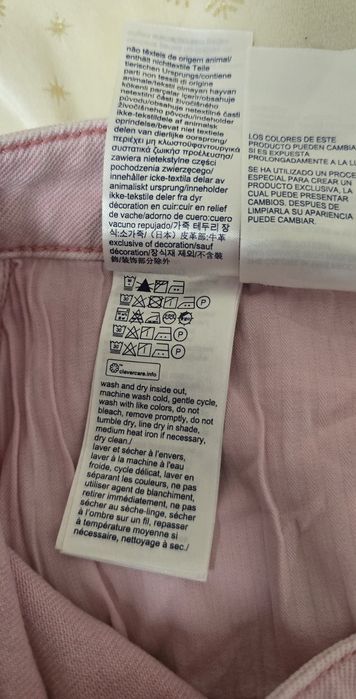 não têxteis de origem animal/
enthält nichttextile Teile
tierischen Ursprungs/contiene
parti non tessili di origine
animale/tekstil olmayan hayvan
kökenli parçalar içerir/obsahuje
netextilní části živočišného
původu/obsahuje netextilné časti
živočíšneho pôvodu/inneholder
ikke-tekstildele af animalsk
oprindelse/bevat niet textiele
delen van dierlijke oorsprong/
περιέχει μη κλωστοϋφαντουργικά
συστατικά ζωικής προέλευσης/
zawiera nietekstylne części
pochodzenia zwierzęcego/
innehåller icke-textila delar av
animaliskt ursprung/inneholder
ikke-tekstile deler fra dyr
décoration en cuir:cuir en relief
de vache/adorno de cuero:cuero
vacuno repujado/가죽 테두리 장
식:소가죽/（日本）皮革部:牛革
exclusive of decoration/sauf
décoration/장식재 제외/不含装
飾/装飾部分除外
LOS COLORES DE ESTE
PRODUCTO PUEDEN CAMBIA
SI ES EXPUESTO
PROLONGADAMENTE A LA LU
SE HA UTILIZADO UN PROCE
ESPECIAL PARA CREAR UN
PRODUCTO EXCLUSIVO, LA
CUAL PUEDE PRESENTAR
CAMBIOS, DESPUES DE
LIMPIARLA SU APARIENCIA
PUEDE CAMBIAR.
clevercare.info
wash and dry inside out,
machine wash cold, gentle cycle,
wash with like colors, do not
bleach, remove promptly, do not
tumble dry, line dry in shade,
medium heat iron if necessary,
dry clean./
laver et sécher à l'envers,
laver à la machine à l'eau
froide, cycle délicat, laver en
séparant les couleurs, ne pas
utiliser agent de blanchiment,
retirer immédiatement, ne pas
sécher au sèche-linge, sécher
à l'ombre sur un fil, repasser
à température moyenne si
nécessaire, nettoyage à sec./